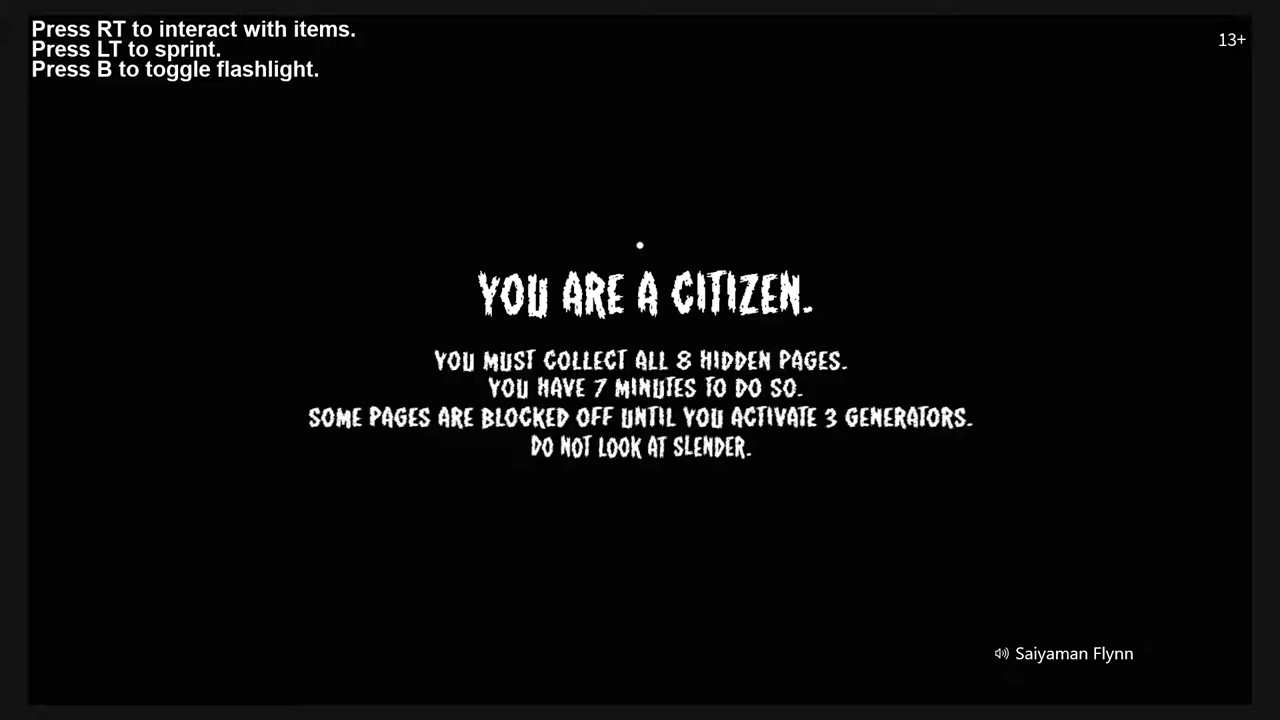 Press RT to interact with items.
Press LT to sprint.
Press B to toggle flashlight.
13+
YOU ARE A CITIZEN.
YOU MUST COLLECT ALL 8 HIDDEN PAGES.
YOU HAVE 7 MINUTES TO DO SO.
SOME PAGES ARE BLOCKED OFF UNTIL YOU ACTIVATE 3 GENERATORS.
DO NOT LOOK AT SLENDER.
Saiyaman Flynn